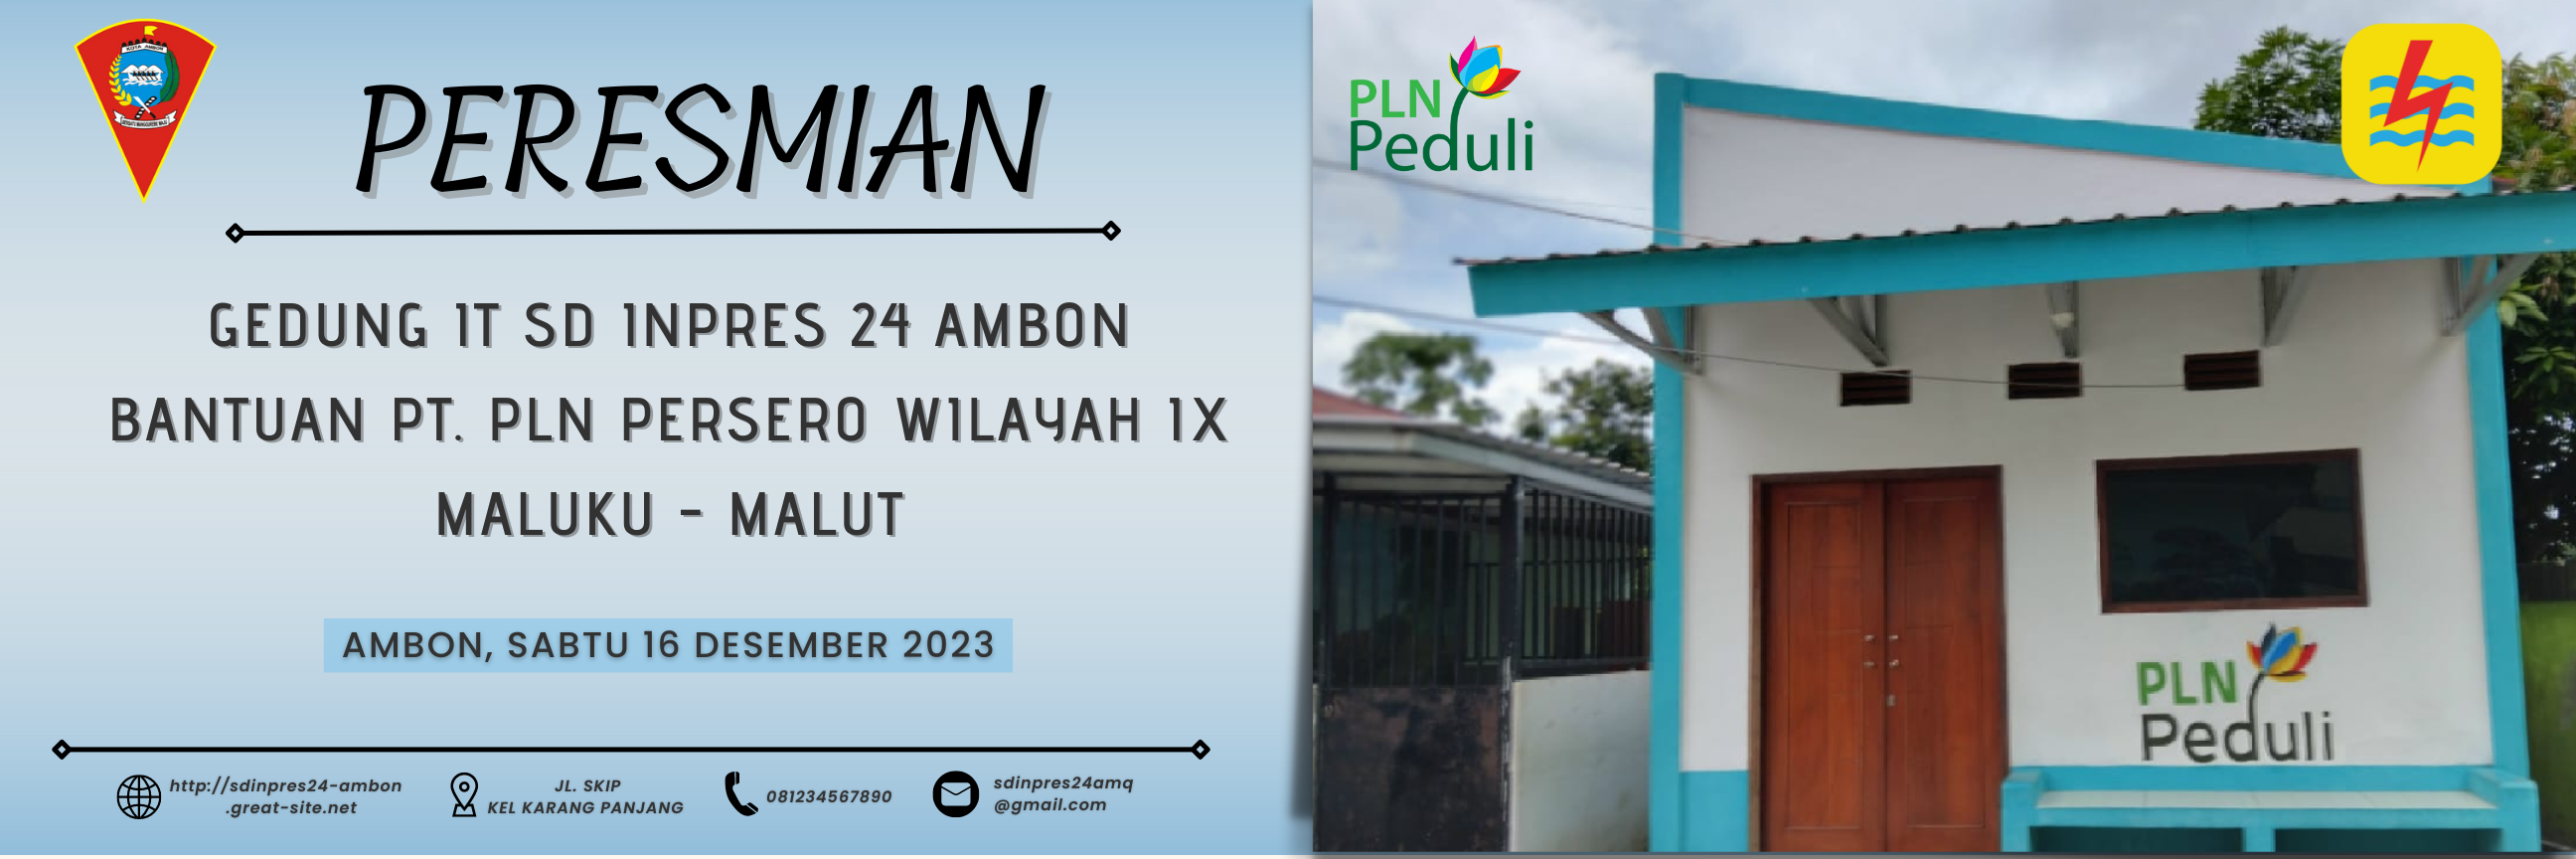 KOTA AMBON
PERESMIAN
GEDUNG IT SD INPRES 24 AMBON
BANTUAN PT. PLN PERSERO WILAYAH IX
MALUKU - MALUT
AMBON, SABTU 16 DESEMBER 2023
http://sdinpres24-ambon
.great-site.net
JL. SKIP
KEL KARANG PANJANG
081234567890
sdinpres24amq
@gmail.com
PLN
Peduli
PLN
Peduli